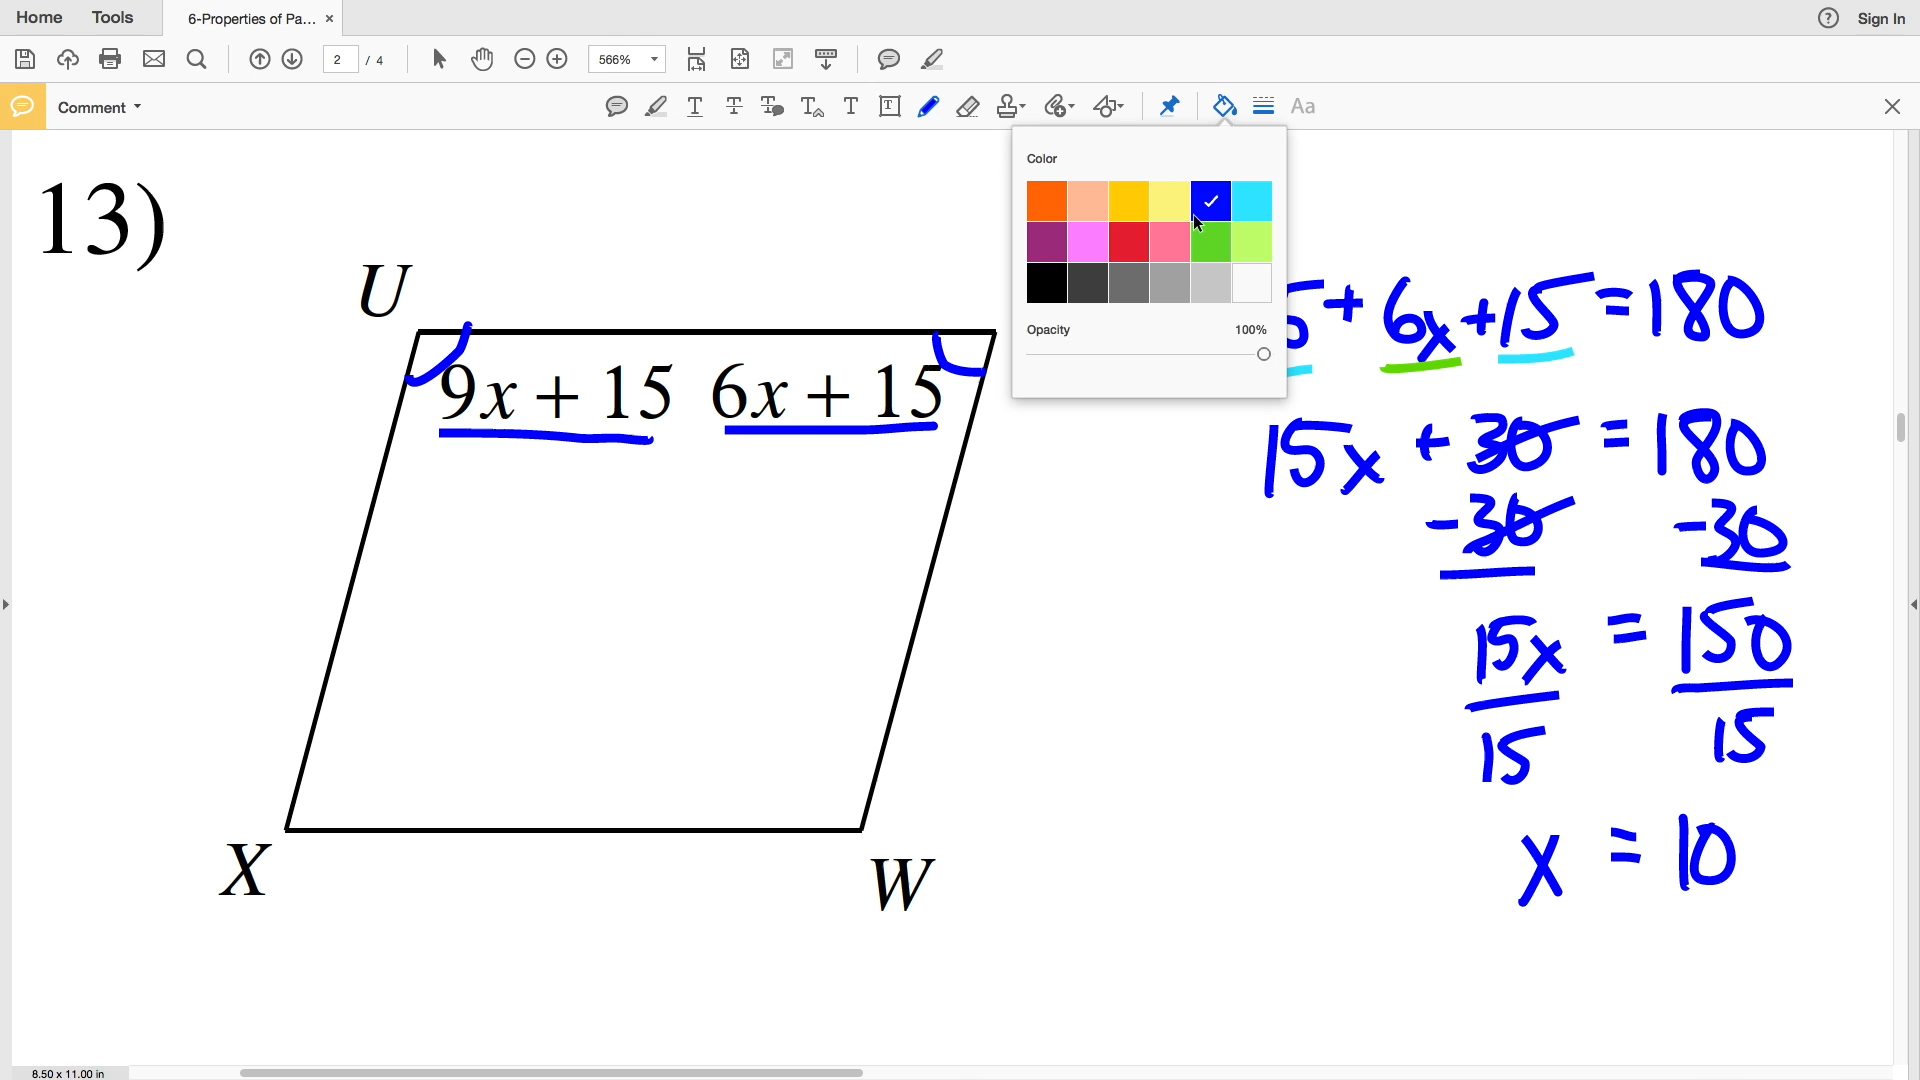 Home Tools 6-Properties of Pa... × ? Sign In
2 / 4 566%
Comment T T T T T T Aa
Color
Opacity 100%
13)
U
9x + 15 6x + 15
X
W
5 + 6x + 15 = 180
15x + 30 = 180
-30 -30
15x = 150
15 15
x = 10
8.50 x 11.00 in